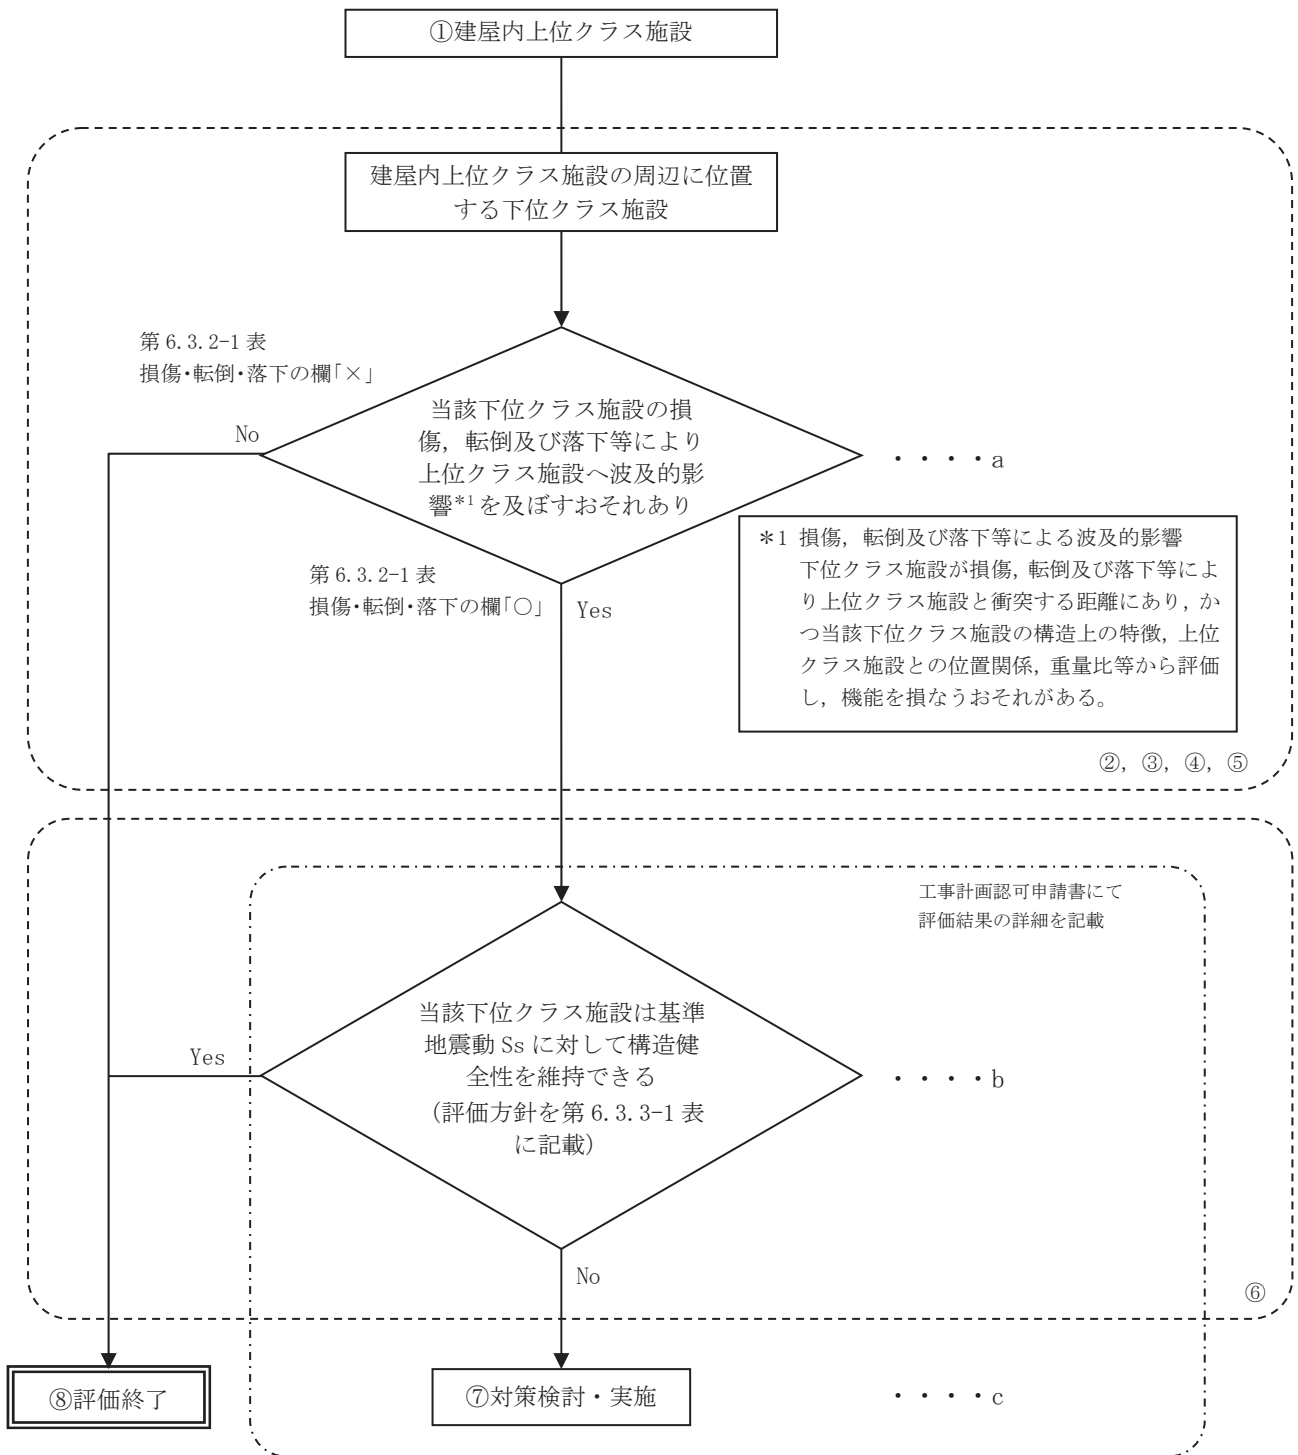 ①建屋内上位クラス施設
建屋内上位クラス施設の周辺に位置
する下位クラス施設
第 6.3.2-1 表
損傷・転倒・落下の欄「×」
No
当該下位クラス施設の損
傷，転倒及び落下等により
上位クラス施設へ波及的影
響*1を及ぼすおそれあり
・・・・a
第 6.3.2-1 表
損傷・転倒・落下の欄「○」
Yes
＊1 損傷，転倒及び落下等による波及的影響
下位クラス施設が損傷，転倒及び落下等によ
り上位クラス施設と衝突する距離にあり，か
つ当該下位クラス施設の構造上の特徴，上位
クラス施設との位置関係，重量比等から評価
し，機能を損なうおそれがある。
②，③，④，⑤
工事計画認可申請書にて
評価結果の詳細を記載
当該下位クラス施設は基準
地震動 Ss に対して構造健
全性を維持できる
（評価方針を第 6.3.3-1 表
に記載）
Yes
・・・・b
No
⑥
⑧評価終了
⑦対策検討・実施
・・・・c